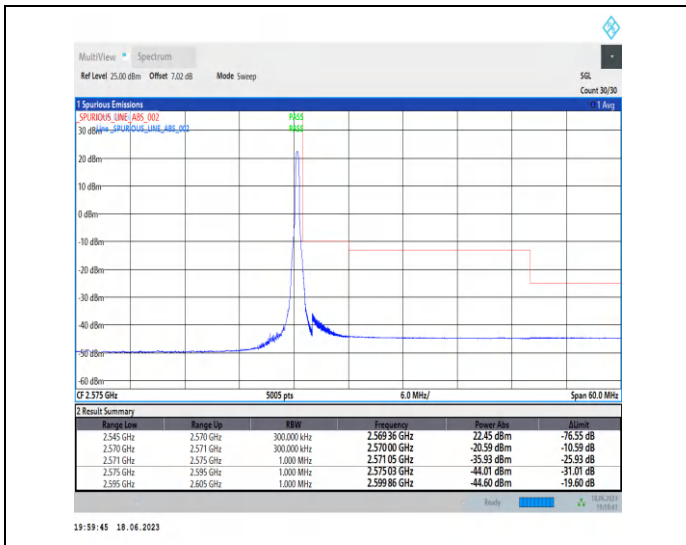 MultiView Spectrum
Ref Level 25.00 dBm Offset 7.02 dB Mode Sweep SGL
Count 30/30
1 Spurious Emissions 1 Avg
_SPURIOUS_LINE_ABS_002 PASS
30 dBm Line _SPURIOUS_LINE_ABS_002 PASS
20 dBm
10 dBm
0 dBm
-10 dBm
-20 dBm
-30 dBm
-40 dBm
-50 dBm
-60 dBm
CF 2.575 GHz 5005 pts 6.0 MHz/ Span 60.0 MHz
2 Result Summary
Range Low Range Up RBW Frequency Power Abs ΔLimit
2.545 GHz 2.570 GHz 300.000 kHz 2.569 36 GHz 22.45 dBm -76.55 dB
2.570 GHz 2.571 GHz 300.000 kHz 2.570 00 GHz -20.59 dBm -10.59 dB
2.571 GHz 2.575 GHz 1.000 MHz 2.571 05 GHz -35.93 dBm -25.93 dB
2.575 GHz 2.595 GHz 1.000 MHz 2.575 03 GHz -44.01 dBm -31.01 dB
2.595 GHz 2.605 GHz 1.000 MHz 2.599 86 GHz -44.60 dBm -19.60 dB
Ready 18.06.2023
19:59:45 18.06.2023